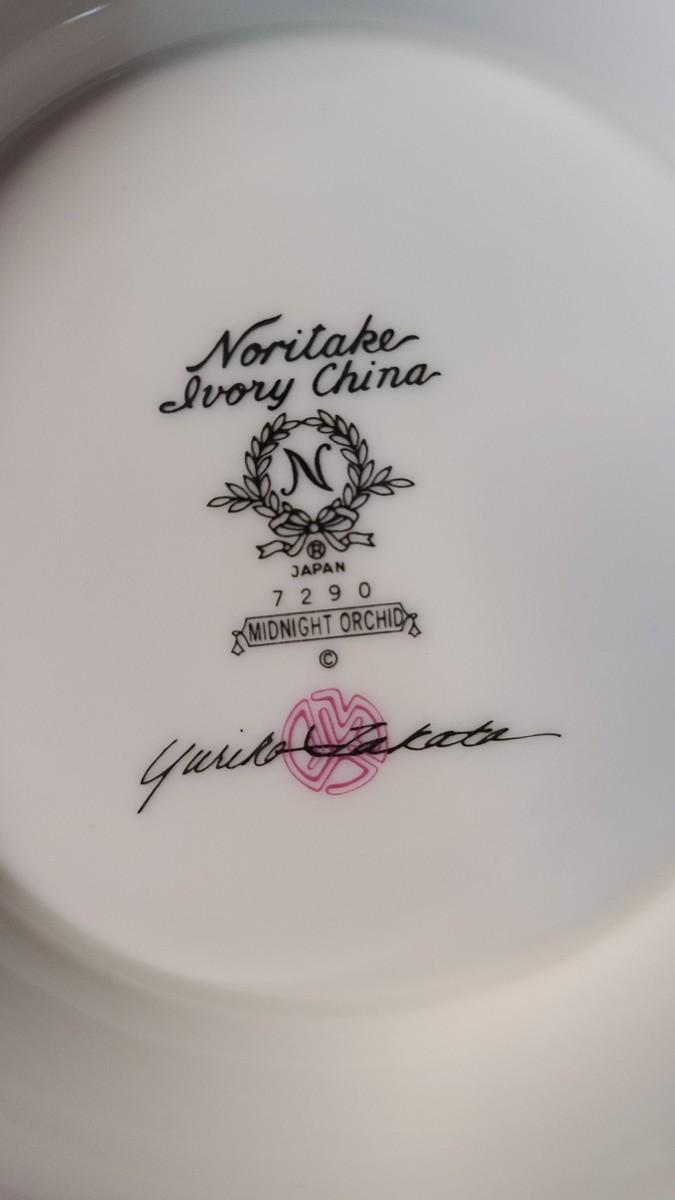 Noritake
Ivory China
N
®
JAPAN
7290
MIDNIGHT ORCHID
©
Yuriko Takata